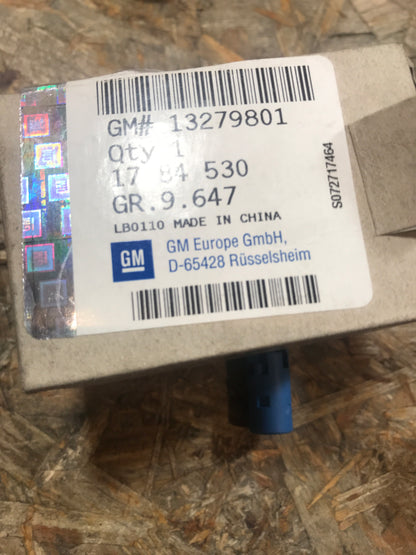 GM# 13279801
Qty 1
17 84 530
GR.9.647
LB0110 MADE IN CHINA
GM
GM Europe GmbH,
D-65428 Rüsselsheim
S072717464